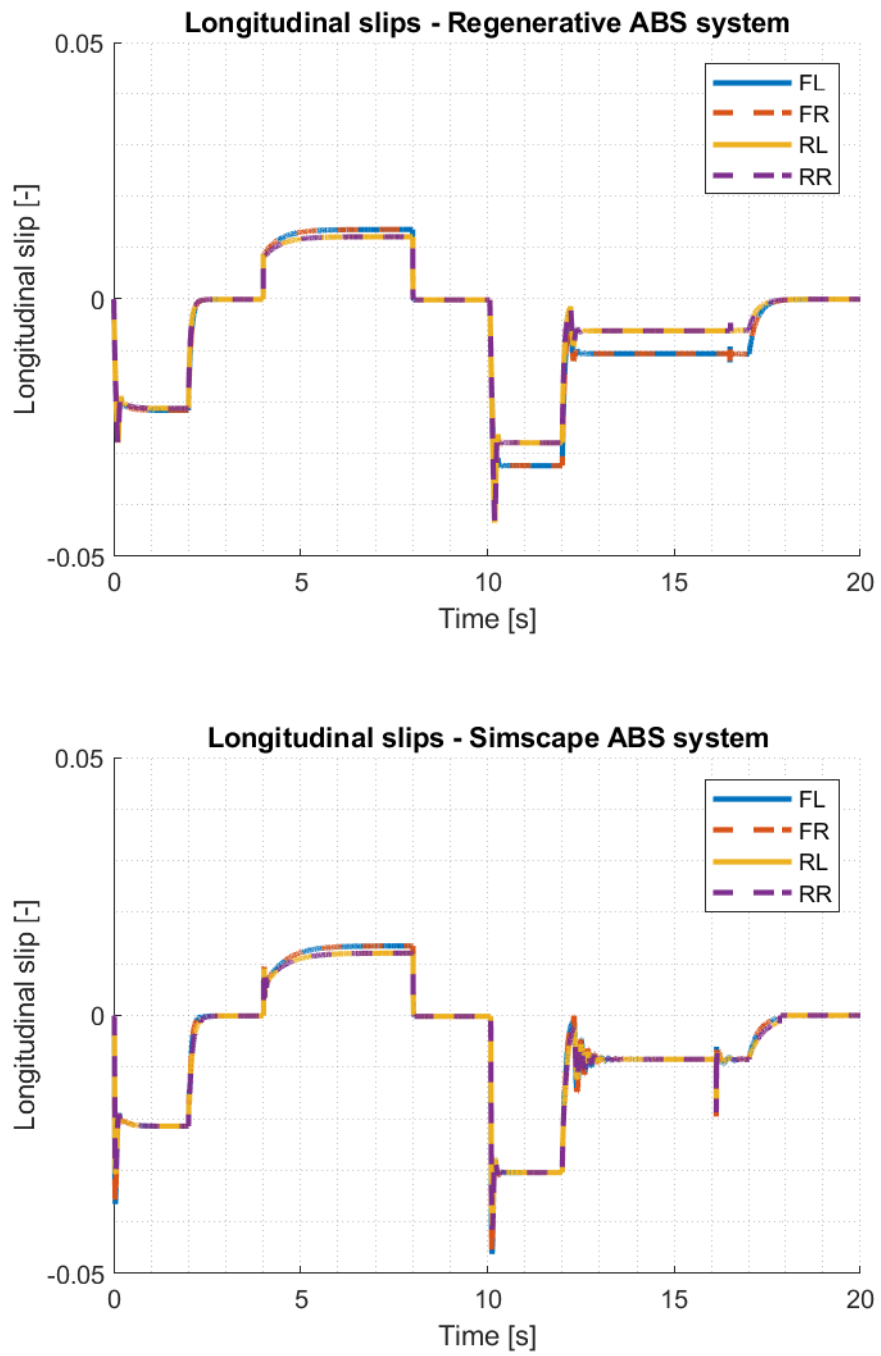 Longitudinal slips - Regenerative ABS system
0.05
FL
FR
RL
RR
Longitudinal slip [-]
0
-0.05
0 5 10 15 20
Time [s]
Longitudinal slips - Simscape ABS system
0.05
FL
FR
RL
RR
Longitudinal slip [-]
0
-0.05
0 5 10 15 20
Time [s]